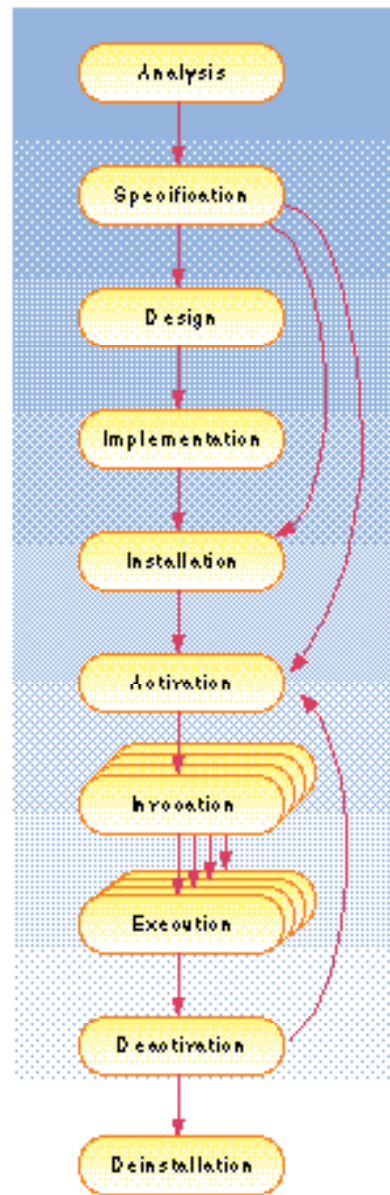 Analysis
Specification
Design
Implementation
Installation
Activation
Invocation
Execution
Deactivation
Deinstallation